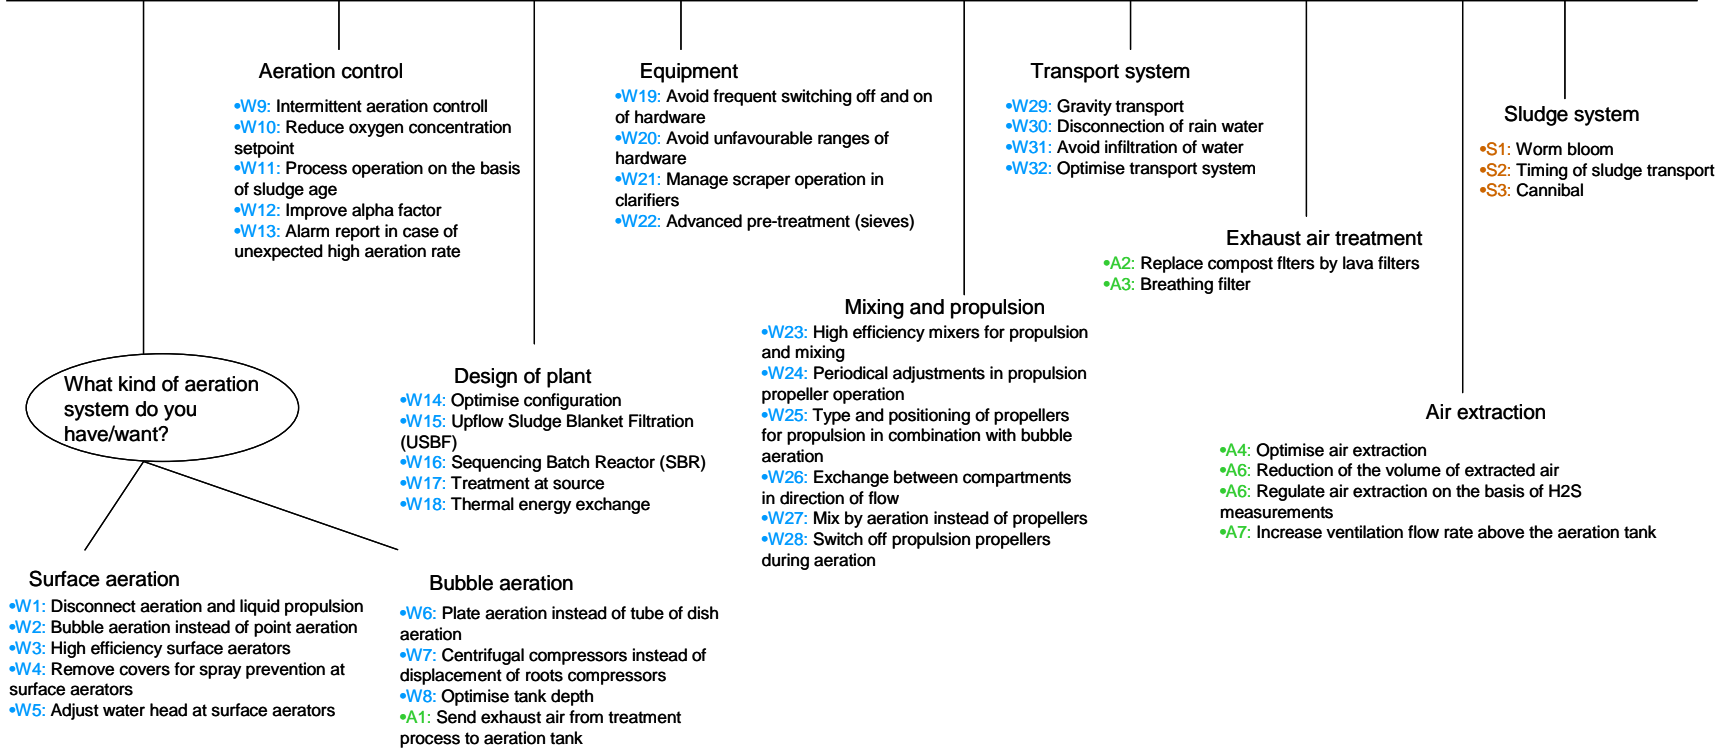 Aeration control
•W9: Intermittent aeration controll
•W10: Reduce oxygen concentration
setpoint
•W11: Process operation on the basis
of sludge age
•W12: Improve alpha factor
•W13: Alarm report in case of
unexpected high aeration rate
Equipment
•W19: Avoid frequent switching off and on
of hardware
•W20: Avoid unfavourable ranges of
hardware
•W21: Manage scraper operation in
clarifiers
•W22: Advanced pre-treatment (sieves)
Transport system
•W29: Gravity transport
•W30: Disconnection of rain water
•W31: Avoid infiltration of water
•W32: Optimise transport system
Sludge system
•S1: Worm bloom
•S2: Timing of sludge transport
•S3: Cannibal
Exhaust air treatment
•A2: Replace compost flters by lava filters
•A3: Breathing filter
Mixing and propulsion
•W23: High efficiency mixers for propulsion
and mixing
•W24: Periodical adjustments in propulsion
propeller operation
•W25: Type and positioning of propellers
for propulsion in combination with bubble
aeration
•W26: Exchange between compartments
in direction of flow
•W27: Mix by aeration instead of propellers
•W28: Switch off propulsion propellers
during aeration
What kind of aeration
system do you
have/want?
Design of plant
•W14: Optimise configuration
•W15: Upflow Sludge Blanket Filtration
(USBF)
•W16: Sequencing Batch Reactor (SBR)
•W17: Treatment at source
•W18: Thermal energy exchange
Air extraction
•A4: Optimise air extraction
•A6: Reduction of the volume of extracted air
•A6: Regulate air extraction on the basis of H2S
measurements
•A7: Increase ventilation flow rate above the aeration tank
Surface aeration
•W1: Disconnect aeration and liquid propulsion
•W2: Bubble aeration instead of point aeration
•W3: High efficiency surface aerators
•W4: Remove covers for spray prevention at
surface aerators
•W5: Adjust water head at surface aerators
Bubble aeration
•W6: Plate aeration instead of tube of dish
aeration
•W7: Centrifugal compressors instead of
displacement of roots compressors
•W8: Optimise tank depth
•A1: Send exhaust air from treatment
process to aeration tank